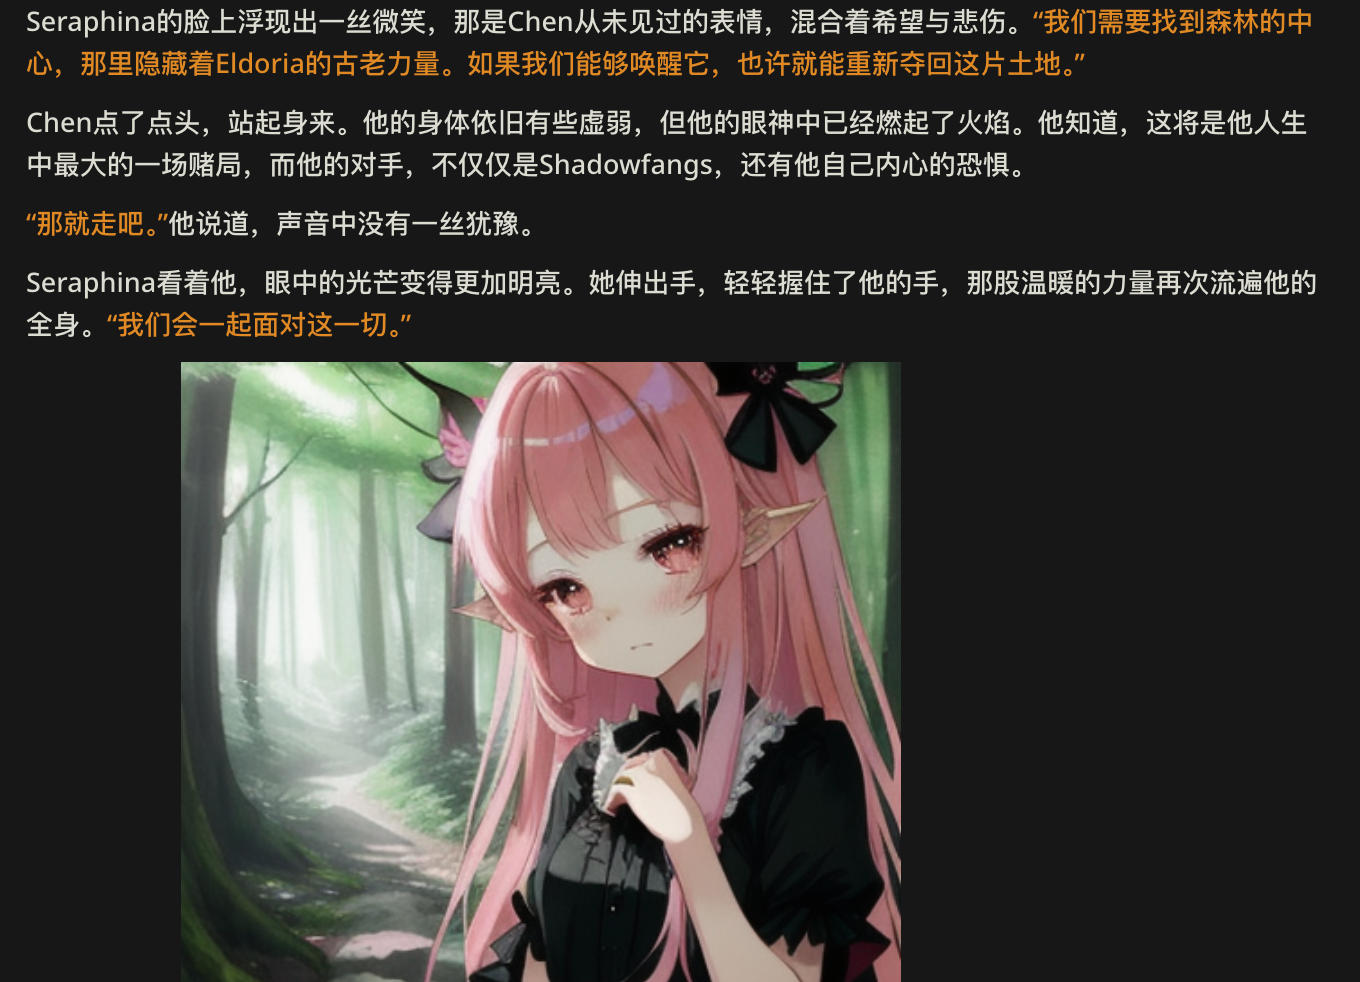 Seraphina的脸上浮现出一丝微笑，那是Chen从未见过的表情，混合着希望与悲伤。“我们需要找到森林的中
心，那里隐藏着Eldoria的古老力量。如果我们能够唤醒它，也许就能重新夺回这片土地。”
Chen点了点头，站起身来。他的身体依旧有些虚弱，但他的眼神中已经燃起了火焰。他知道，这将是他人生
中最大的一场赌局，而他的对手，不仅仅是Shadowfangs，还有他自己内心的恐惧。
“那就走吧。”他说道，声音中没有一丝犹豫。
Seraphina看着他，眼中的光芒变得更加明亮。她伸出手，轻轻握住了他的手，那股温暖的力量再次流遍他的
全身。“我们会一起面对这一切。”